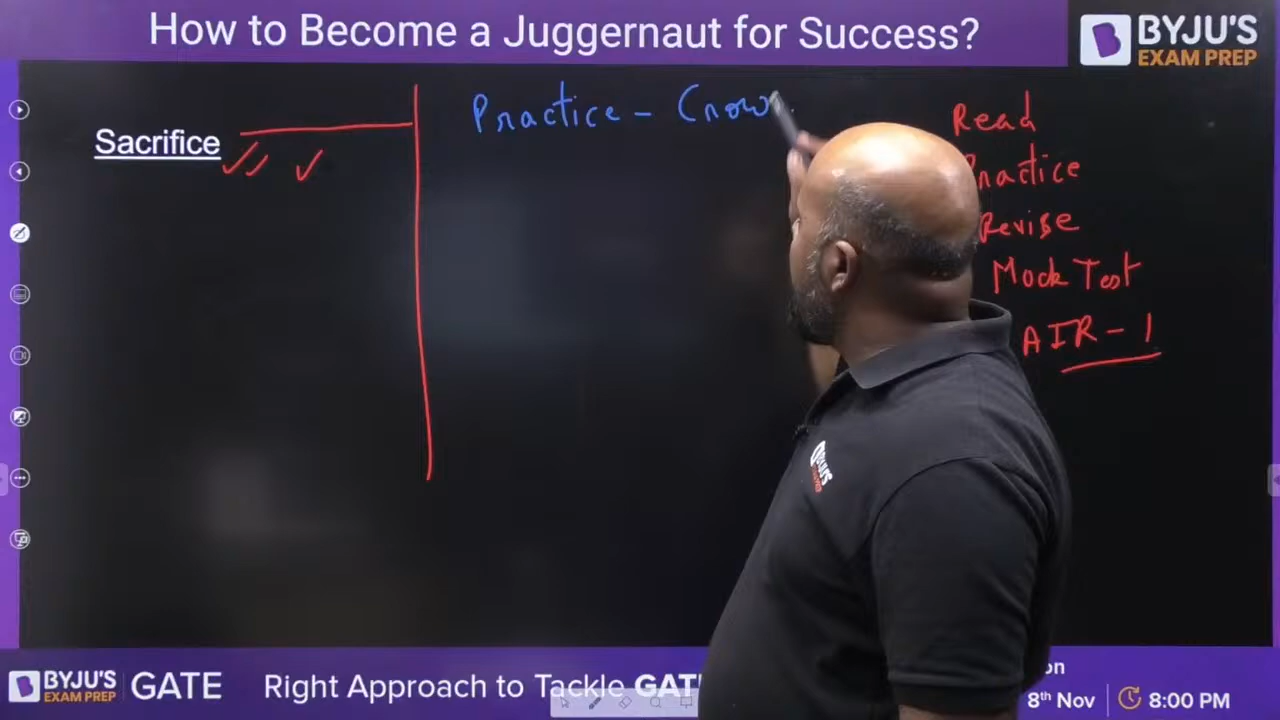 How to Become a Juggernaut for Success?
BYJU'S
EXAM PREP
Sacrifice
Practice - Crow
Read
Practice
Revise
Mock Test
AIR - 1
BYJU'S
EXAM PREP
GATE
Right Approach to Tackle GAT
on
8th Nov
8:00 PM